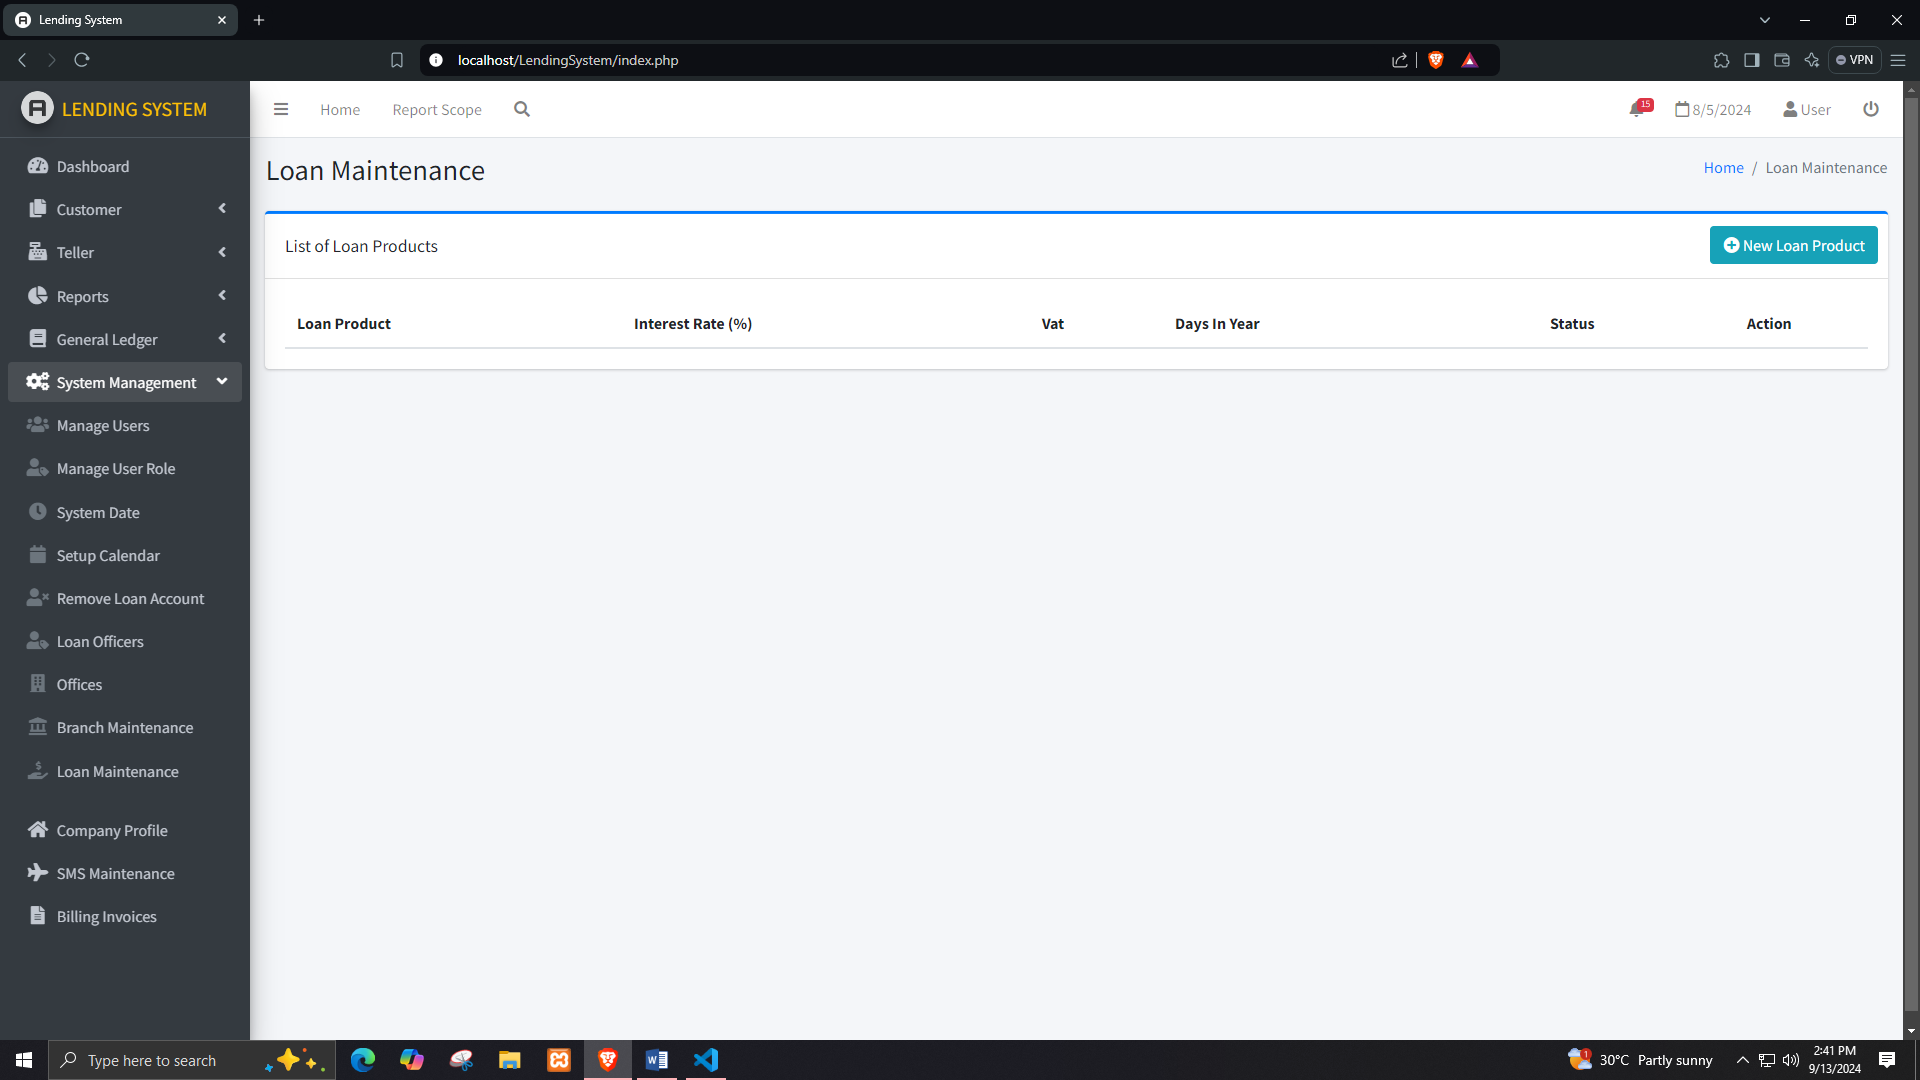 Lending System
localhost/LendingSystem/index.php
VPN
LENDING SYSTEM
Home
Report Scope
15
8/5/2024
User
Dashboard
Customer
Teller
Reports
General Ledger
System Management
Manage Users
Manage User Role
System Date
Setup Calendar
Remove Loan Account
Loan Officers
Offices
Branch Maintenance
Loan Maintenance
Company Profile
SMS Maintenance
Billing Invoices
Loan Maintenance
Home / Loan Maintenance
List of Loan Products
New Loan Product
Loan Product Interest Rate (%) Vat Days In Year Status Action
Type here to search
1
30°C Partly sunny
2:41 PM
9/13/2024